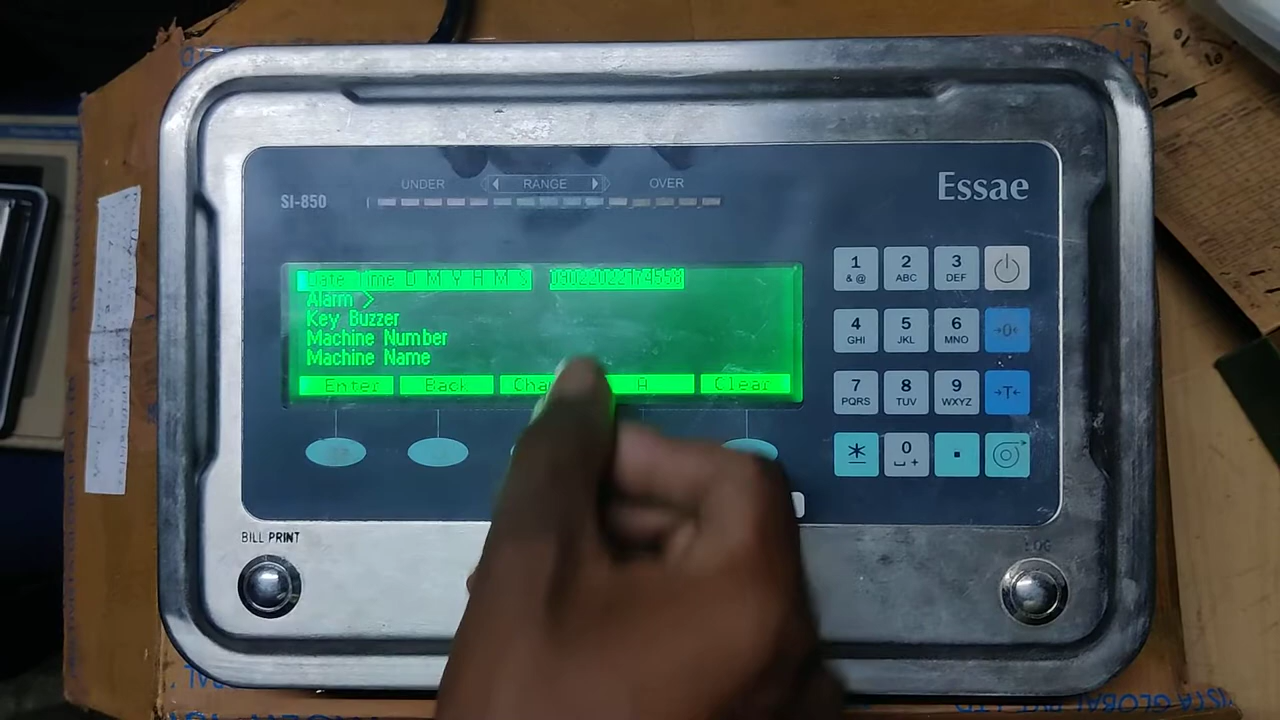 UNDER RANGE OVER
SI-850
Essae
Date Time D M Y H M S
Alarm >
Key Buzzer
Machine Number
Machine Name
Enter Back A Clear
1 & @
2 ABC
3 DEF
4 GHI
5 JKL
6 MNO
→0←
7 PQRS
8 TUV
9 WXYZ
→T←
*
0 +
.
BILL PRINT
LOG